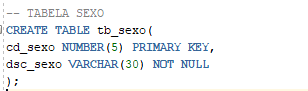 -- TABELA SEXO
CREATE TABLE tb_sexo(
cd_sexo NUMBER(5) PRIMARY KEY,
dsc_sexo VARCHAR(30) NOT NULL
);